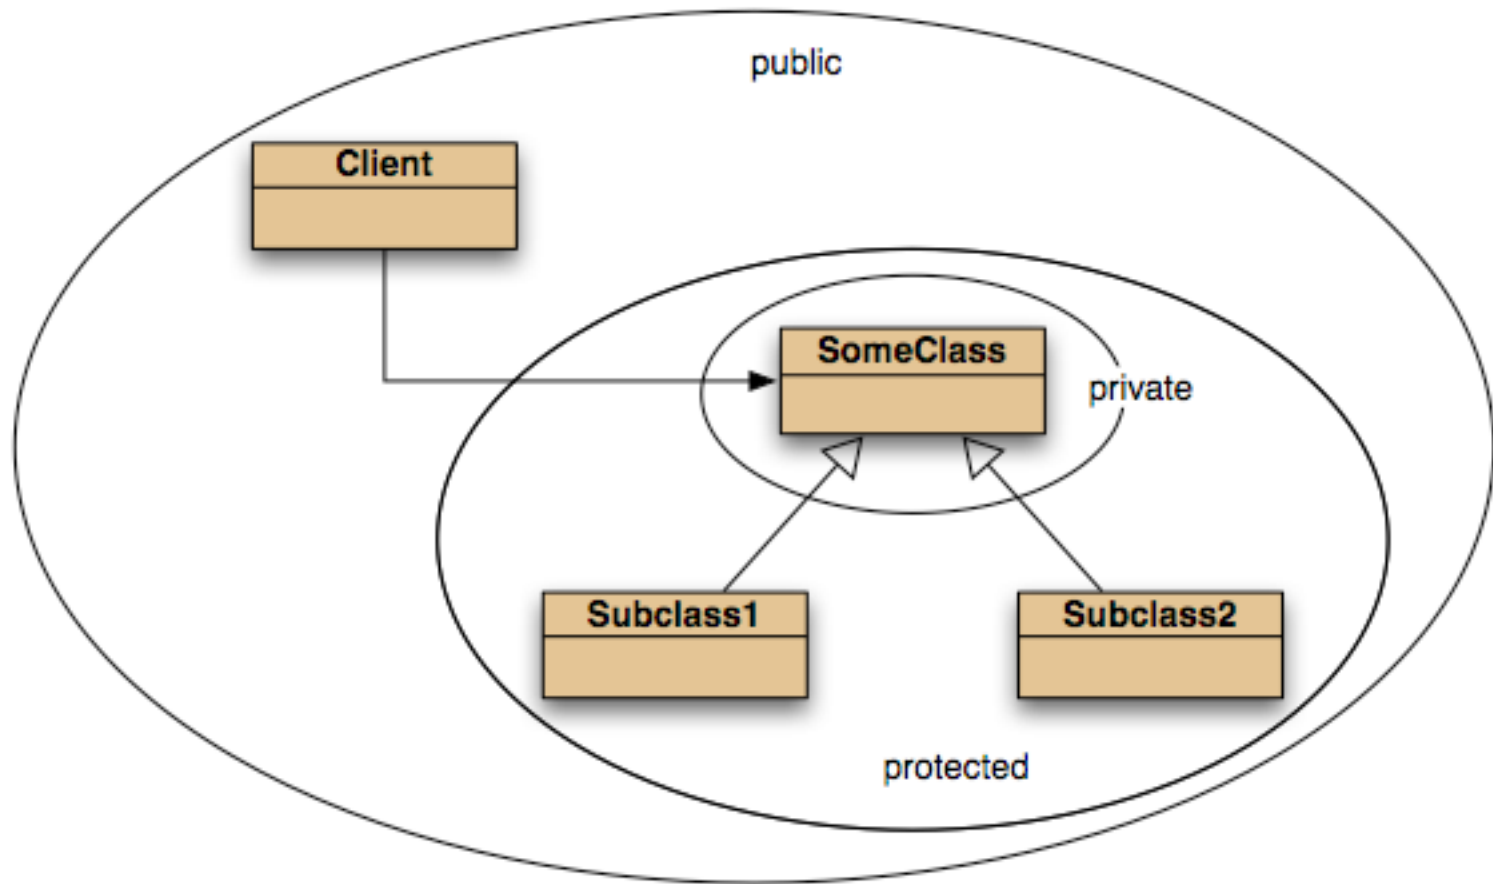 public
Client
SomeClass
private
Subclass1
Subclass2
protected